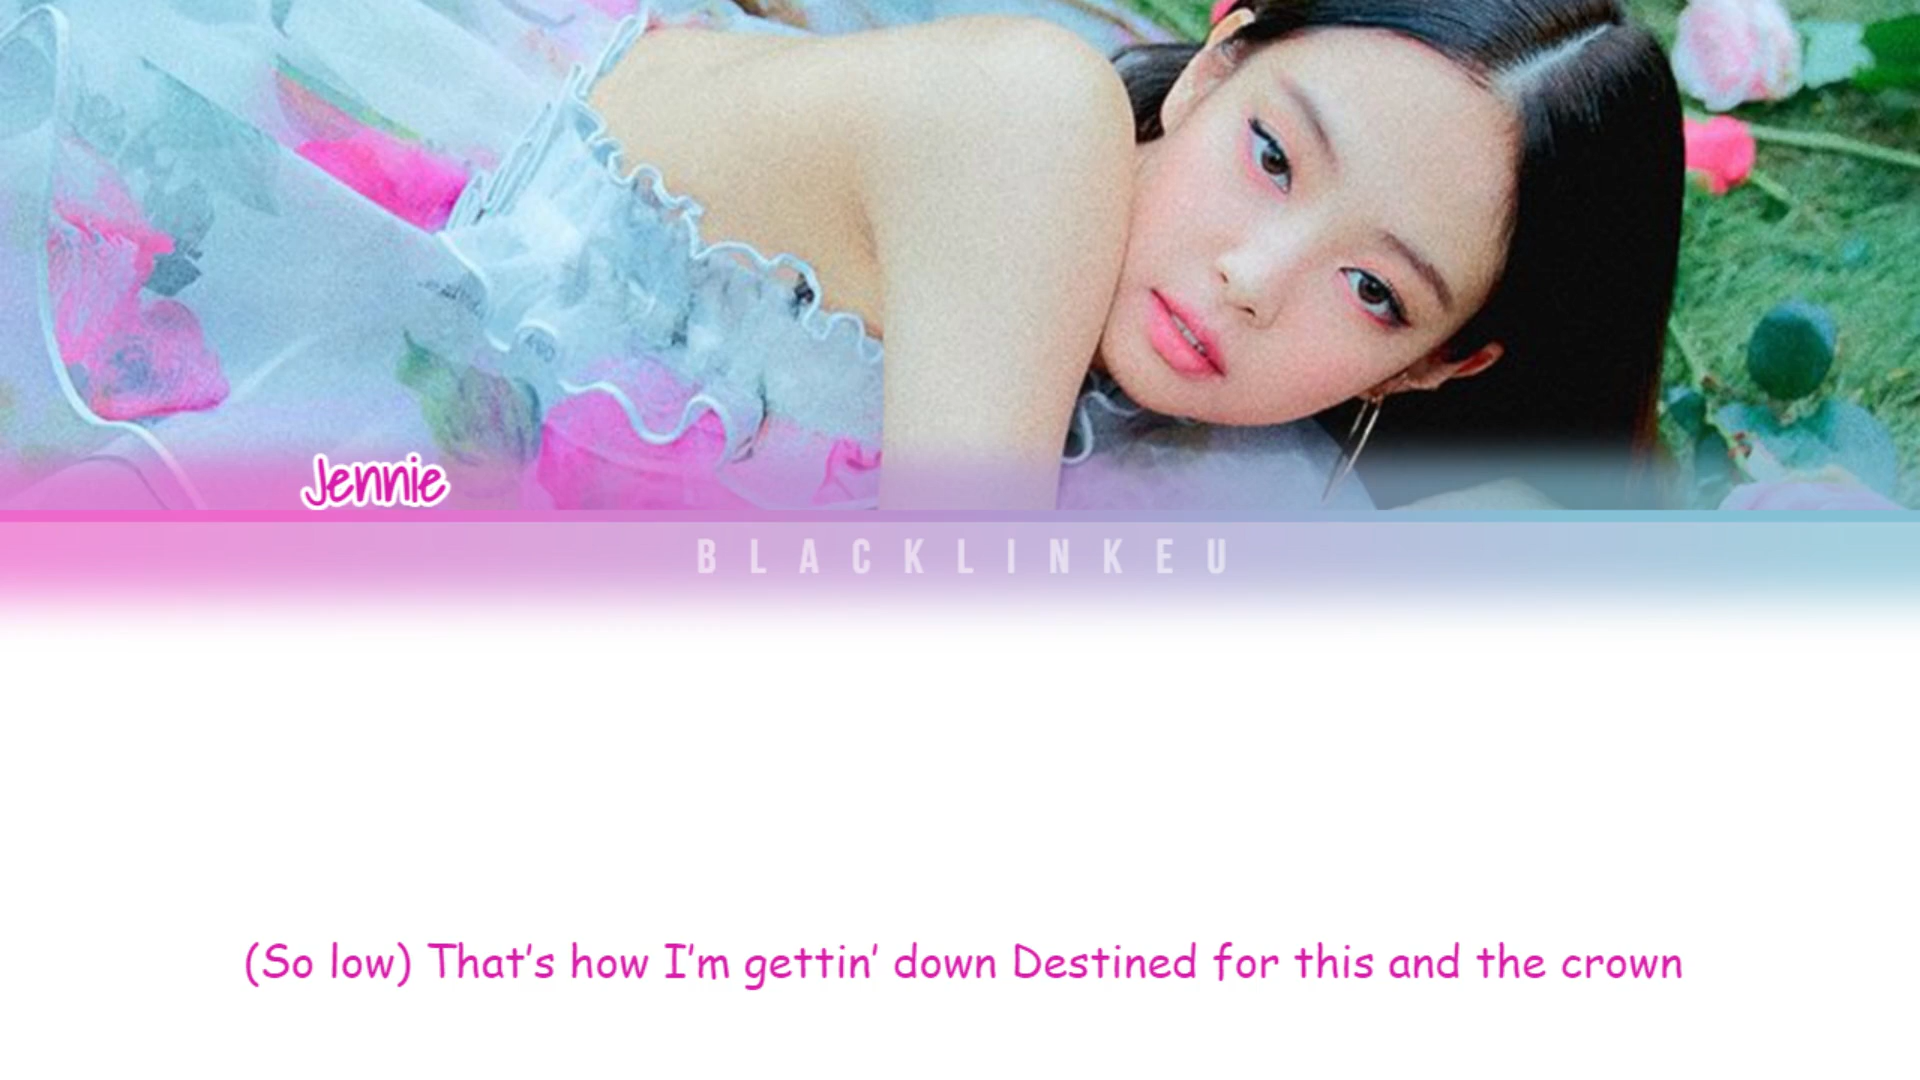 Jennie
BLACKLINKEU
(So low) That's how I'm gettin' down Destined for this and the crown